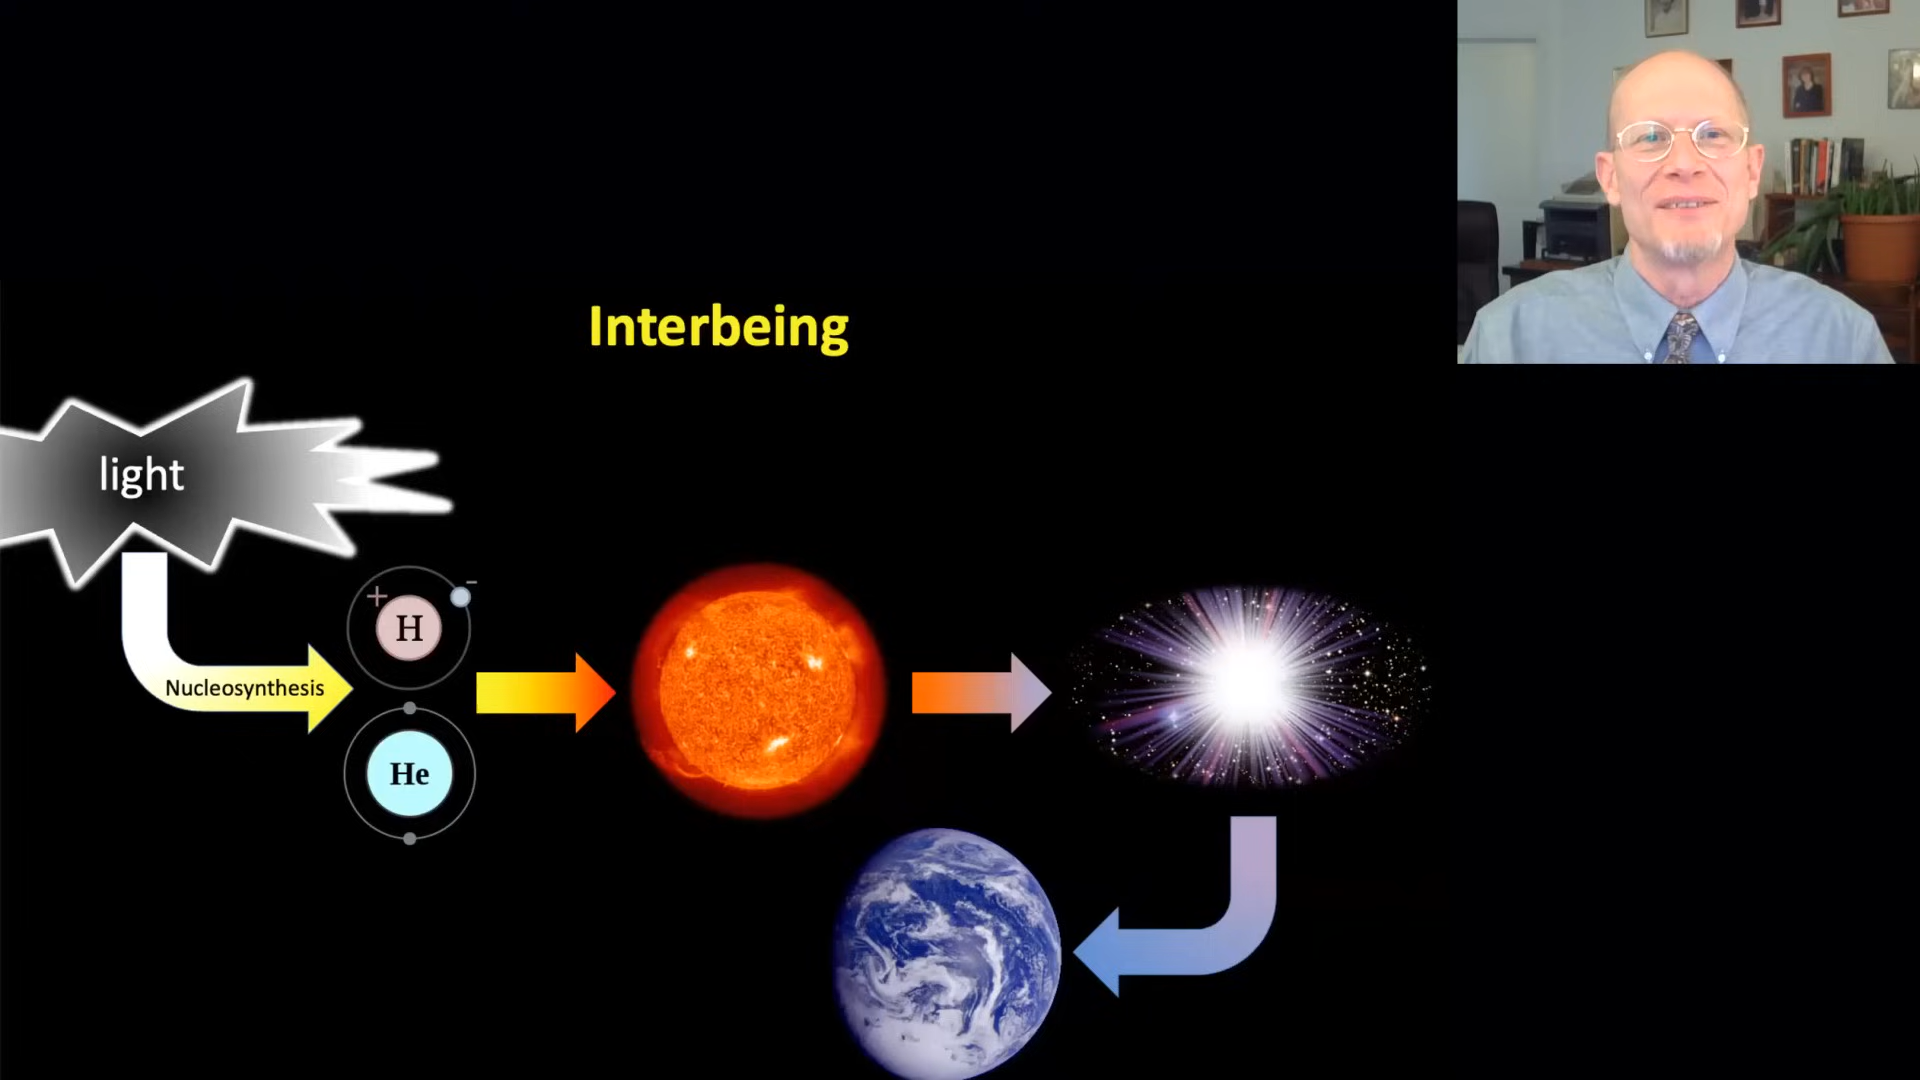 Interbeing
light
+
−
H
Nucleosynthesis
He